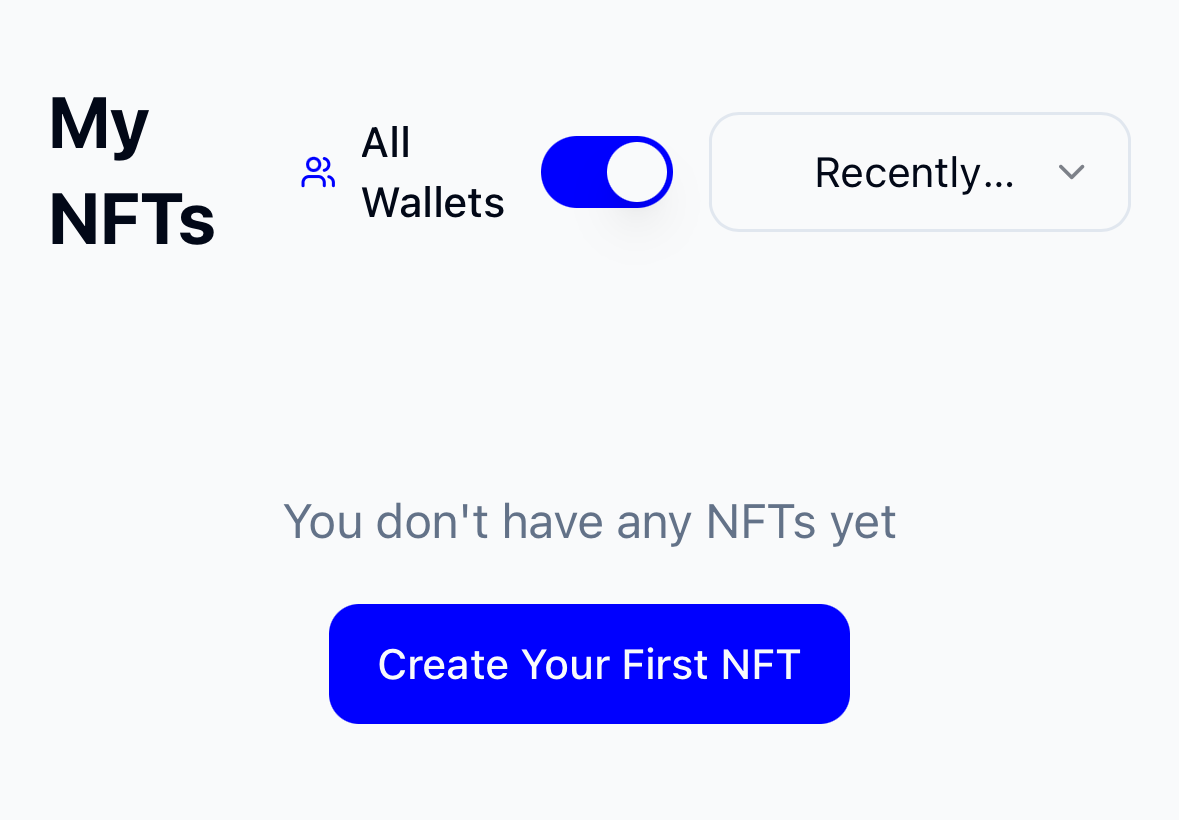 My
NFTs
All
Wallets
Recently...
You don't have any NFTs yet
Create Your First NFT